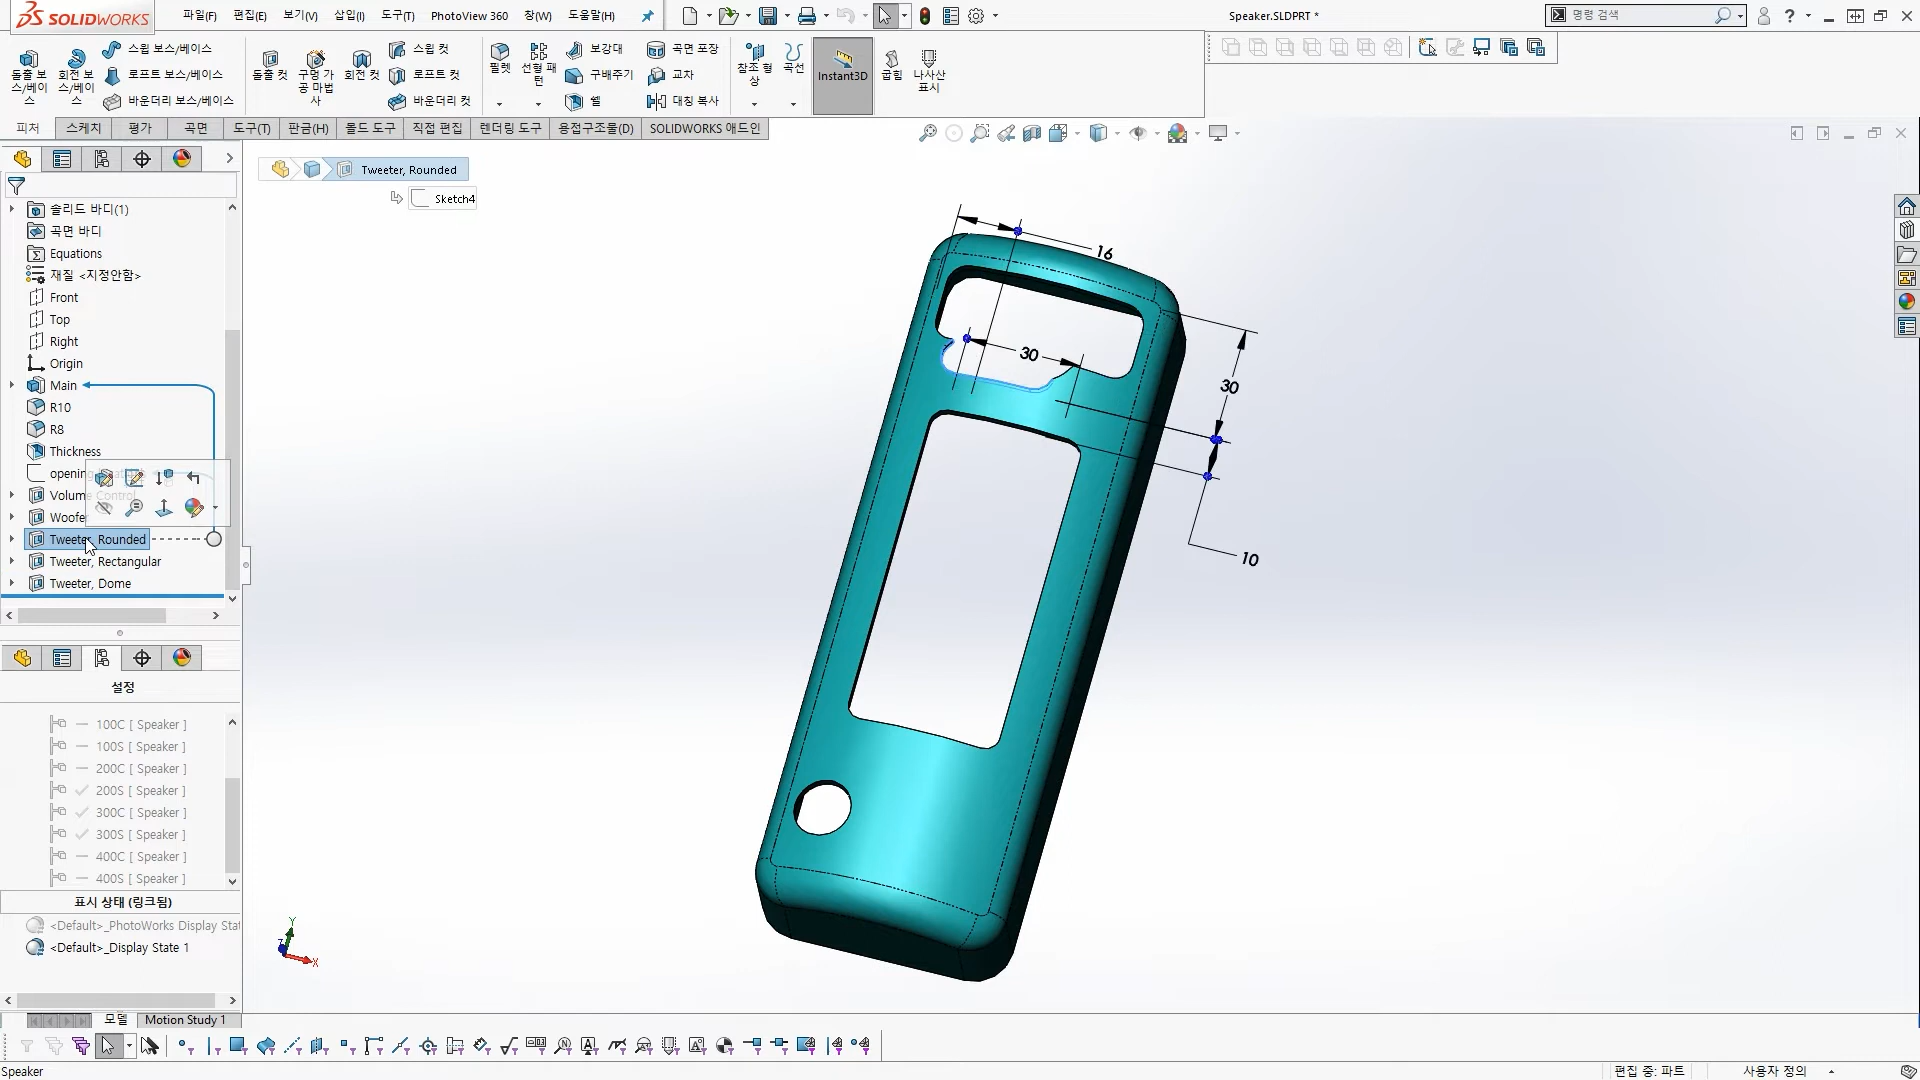 SOLIDWORKS
파일(F) 편집(E) 보기(V) 삽입(I) 도구(T) PhotoView 360 창(W) 도움말(H)
Speaker.SLDPRT *
명령 검색
돌출 보스/베이스
회전 보스/베이스
스윕 보스/베이스
로프트 보스/베이스
바운더리 보스/베이스
돌출 컷
구멍 가공 마법사
회전 컷
스윕 컷
로프트 컷
바운더리 컷
필렛
선형 패턴
보강대
구배주기
쉘
곡면 포장
교차
대칭 복사
참조 형상
곡선
Instant3D
굽힘
나사산 표시
피처 스케치 평가 곡면 도구(T) 판금(H) 몰드 도구 직접 편집 렌더링 도구 용접구조물(D) SOLIDWORKS 애드인
Tweeter, Rounded
Sketch4
솔리드 바디(1)
곡면 바디
Equations
재질 <지정안함>
Front
Top
Right
Origin
Main
R10
R8
Thickness
opening
Volume Control
Woofer
Tweeter, Rounded
Tweeter, Rectangular
Tweeter, Dome
16
30
30
10
설정
100C [ Speaker ]
100S [ Speaker ]
200C [ Speaker ]
200S [ Speaker ]
300C [ Speaker ]
300S [ Speaker ]
400C [ Speaker ]
400S [ Speaker ]
표시 상태 (링크됨)
<Default>_PhotoWorks Display Stat
<Default>_Display State 1
Y
Z
X
모델 Motion Study 1
Speaker
편집 중: 파트
사용자 정의